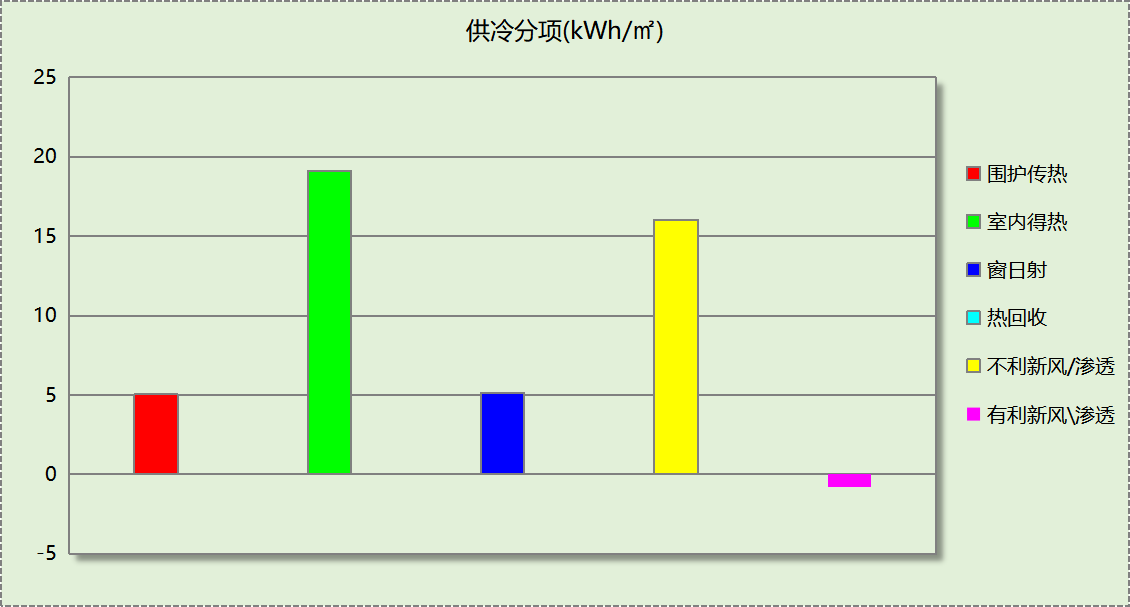 供冷分项(kWh/㎡)
25
20
15
10
5
0
-5
围护传热
室内得热
窗日射
热回收
不利新风/渗透
有利新风\渗透